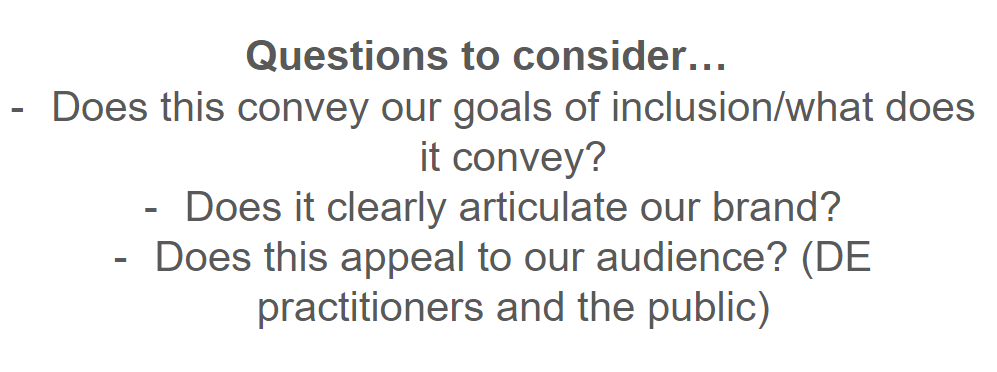 Questions to consider…
- Does this convey our goals of inclusion/what does
it convey?
- Does it clearly articulate our brand?
- Does this appeal to our audience? (DE
practitioners and the public)